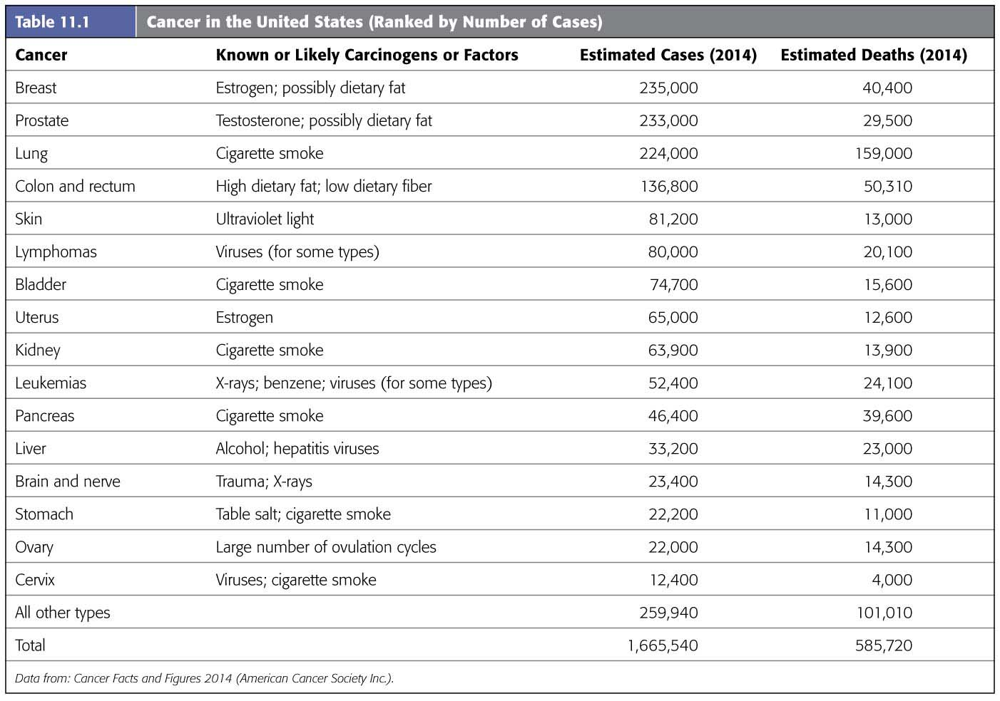 Table 11.1 Cancer in the United States (Ranked by Number of Cases)
Cancer Known or Likely Carcinogens or Factors Estimated Cases (2014) Estimated Deaths (2014)
Breast Estrogen; possibly dietary fat 235,000 40,400
Prostate Testosterone; possibly dietary fat 233,000 29,500
Lung Cigarette smoke 224,000 159,000
Colon and rectum High dietary fat; low dietary fiber 136,800 50,310
Skin Ultraviolet light 81,200 13,000
Lymphomas Viruses (for some types) 80,000 20,100
Bladder Cigarette smoke 74,700 15,600
Uterus Estrogen 65,000 12,600
Kidney Cigarette smoke 63,900 13,900
Leukemias X-rays; benzene; viruses (for some types) 52,400 24,100
Pancreas Cigarette smoke 46,400 39,600
Liver Alcohol; hepatitis viruses 33,200 23,000
Brain and nerve Trauma; X-rays 23,400 14,300
Stomach Table salt; cigarette smoke 22,200 11,000
Ovary Large number of ovulation cycles 22,000 14,300
Cervix Viruses; cigarette smoke 12,400 4,000
All other types 259,940 101,010
Total 1,665,540 585,720
Data from: Cancer Facts and Figures 2014 (American Cancer Society Inc.).